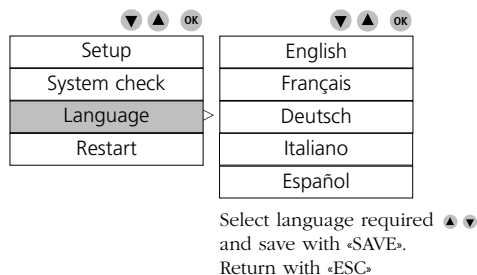 ▼ ▲ OK
Setup
System check
Language
Restart
▼ ▲ OK
English
Français
Deutsch
Italiano
Español
Select language required ▲ ▼
and save with «SAVE».
Return with «ESC»